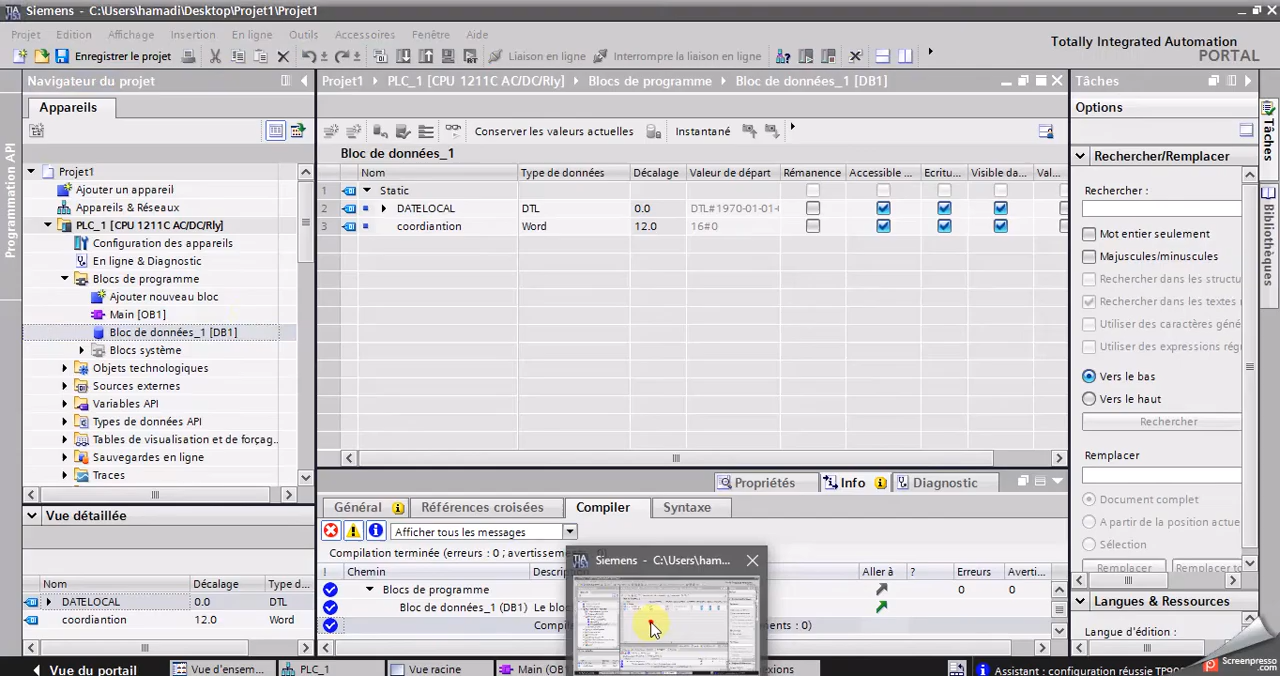 Siemens - C:\Users\hamadi\Desktop\Projet1\Projet1
Projet Edition Affichage Insertion En ligne Outils Accessoires Fenêtre Aide
Totally Integrated Automation
PORTAL
Enregistrer le projet
Liaison en ligne
Interrompre la liaison en ligne
Navigateur du projet
Projet1 PLC_1 [CPU 1211C AC/DC/Rly] Blocs de programme Bloc de données_1 [DB1]
Tâches
Appareils
Options
Conserver les valeurs actuelles
Instantané
Bloc de données_1
Rechercher/Remplacer
Nom Type de données Décalage Valeur de départ Rémanence Accessible ... Ecritu... Visible da... Val...
1 Static
2 DATELOCAL DTL 0.0 DTL#1970-01-01-
3 coordiantion Word 12.0 16#0
Projet1
Ajouter un appareil
Appareils & Réseaux
PLC_1 [CPU 1211C AC/DC/Rly]
Configuration des appareils
En ligne & Diagnostic
Blocs de programme
Ajouter nouveau bloc
Main [OB1]
Bloc de données_1 [DB1]
Blocs système
Objets technologiques
Sources externes
Variables API
Types de données API
Tables de visualisation et de forçag...
Sauvegardes en ligne
Traces
Programmation API
Rechercher :
Mot entier seulement
Majuscules/minuscules
Rechercher dans les structu
Rechercher dans les textes
Utiliser des caractères géné
Utiliser des expressions rég
Vers le bas
Vers le haut
Rechercher
Remplacer :
Document complet
A partir de la position actue
Sélection
Remplacer
Remplacer to
Langues & Ressources
Langue d'édition :
Tâches
Bibliothèques
Propriétés
Info
Diagnostic
Général
Références croisées
Compiler
Syntaxe
Afficher tous les messages
Compilation terminée (erreurs : 0 ; avertissements : 0)
! Chemin Description Aller à ? Erreurs Averti...
Blocs de programme 0 0
Bloc de données_1 (DB1) Le bloc
Siemens - C:\Users\ham...
Vue détaillée
Nom Décalage Type d...
DATELOCAL 0.0 DTL
coordiantion 12.0 Word
Vue du portail
Vue d'ensem...
PLC_1
Vue racine
Main (OB
xions
Assistant : configuration réussie TP90
Screenpresso
.com